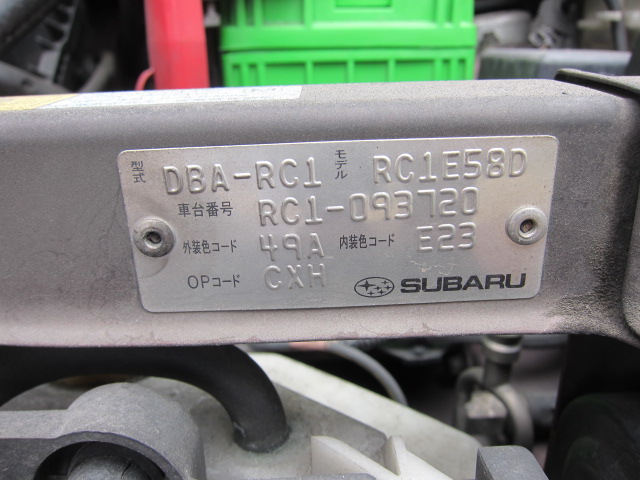 型式 DBA-RC1 モデル RC1E58D
車台番号 RC1-093720
外装色コード 49A 内装色コード E23
OPコード CXH SUBARU